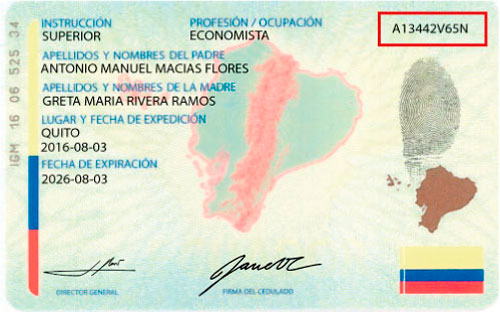 INSTRUCCIÓN
SUPERIOR
PROFESIÓN / OCUPACIÓN
ECONOMISTA
A13442V65N
APELLIDOS Y NOMBRES DEL PADRE
ANTONIO MANUEL MACIAS FLORES
APELLIDOS Y NOMBRES DE LA MADRE
GRETA MARIA RIVERA RAMOS
LUGAR Y FECHA DE EXPEDICIÓN
QUITO
2016-08-03
FECHA DE EXPIRACIÓN
2026-08-03
IGM 16 06 525 34
DIRECTOR GENERAL
FIRMA DEL CEDULADO